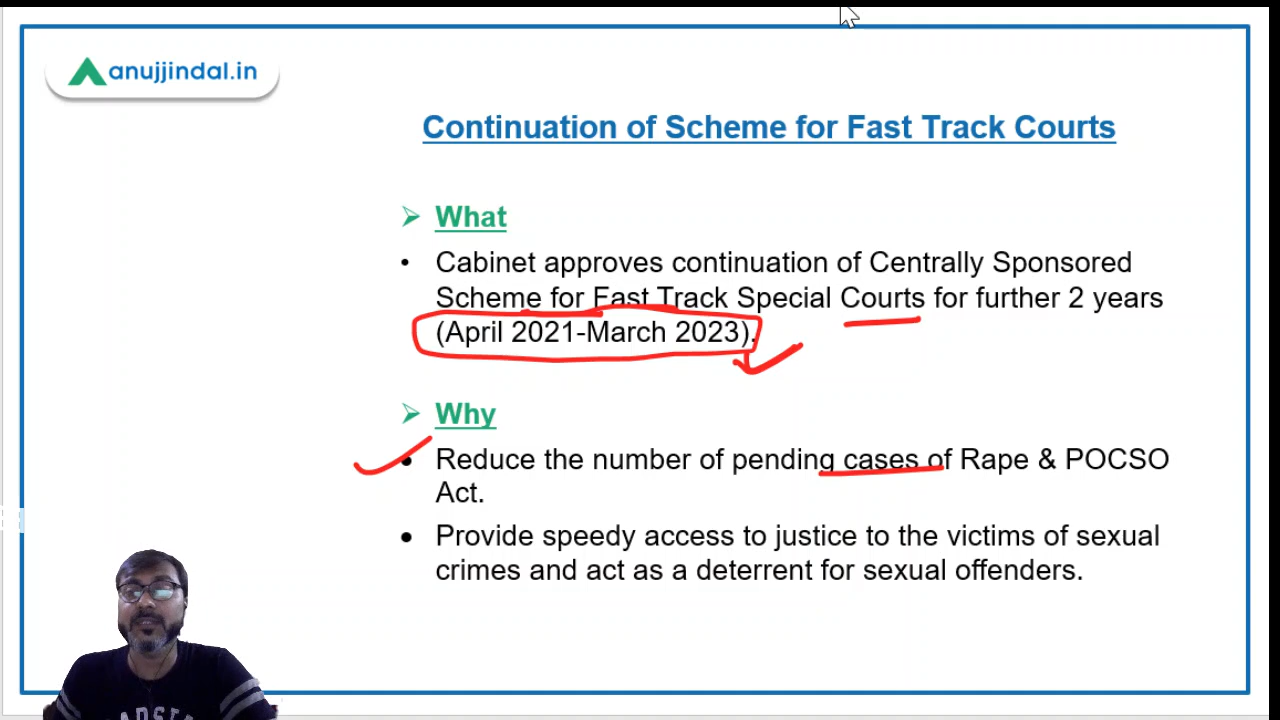 anujjindal.in
Continuation of Scheme for Fast Track Courts
➢ What
• Cabinet approves continuation of Centrally Sponsored
Scheme for Fast Track Special Courts for further 2 years
(April 2021-March 2023).
➢ Why
• Reduce the number of pending cases of Rape & POCSO
Act.
• Provide speedy access to justice to the victims of sexual
crimes and act as a deterrent for sexual offenders.